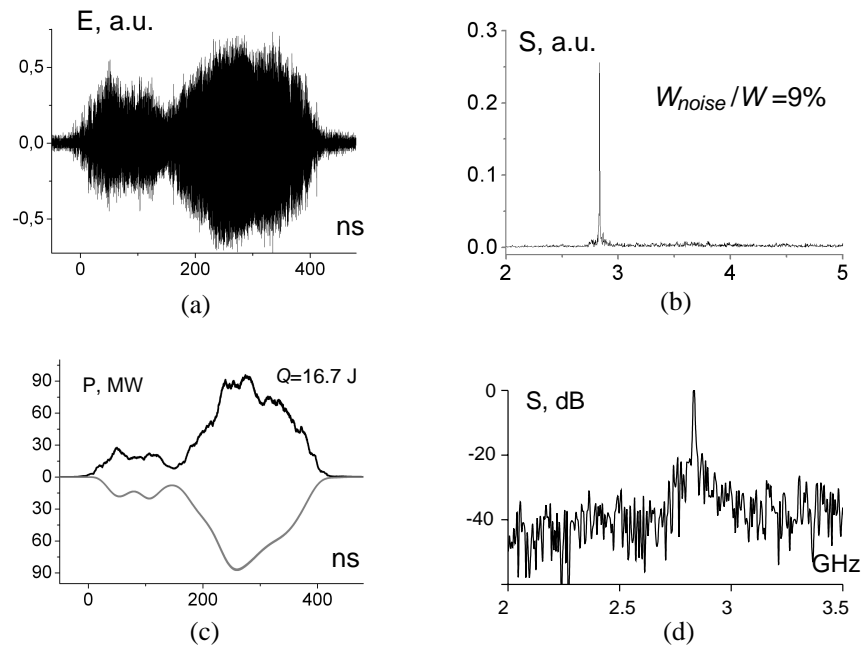 E, a.u.
0,5
0,0
-0,5
ns
0 200 400
(a)
S, a.u.
0.3
0.2
0.1
0.0
W_noise / W =9%
2 3 4 5
(b)
P, MW
Q=16.7 J
90
60
30
0
30
60
90
ns
0 200 400
(c)
S, dB
0
-20
-40
GHz
2 2.5 3 3.5
(d)